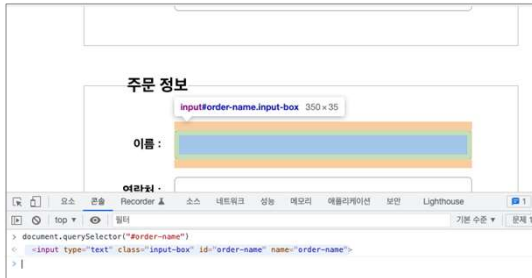 주문 정보
input#order-name.input-box 350 × 35
이름 :
연락처 :
요소 콘솔 Recorder 소스 네트워크 성능 메모리 애플리케이션 보안 Lighthouse 1
top ▼ 필터 기본 수준 ▼ 문제 1
> document.querySelector("#order-name")
<input type="text" class="input-box" id="order-name" name="order-name">
>